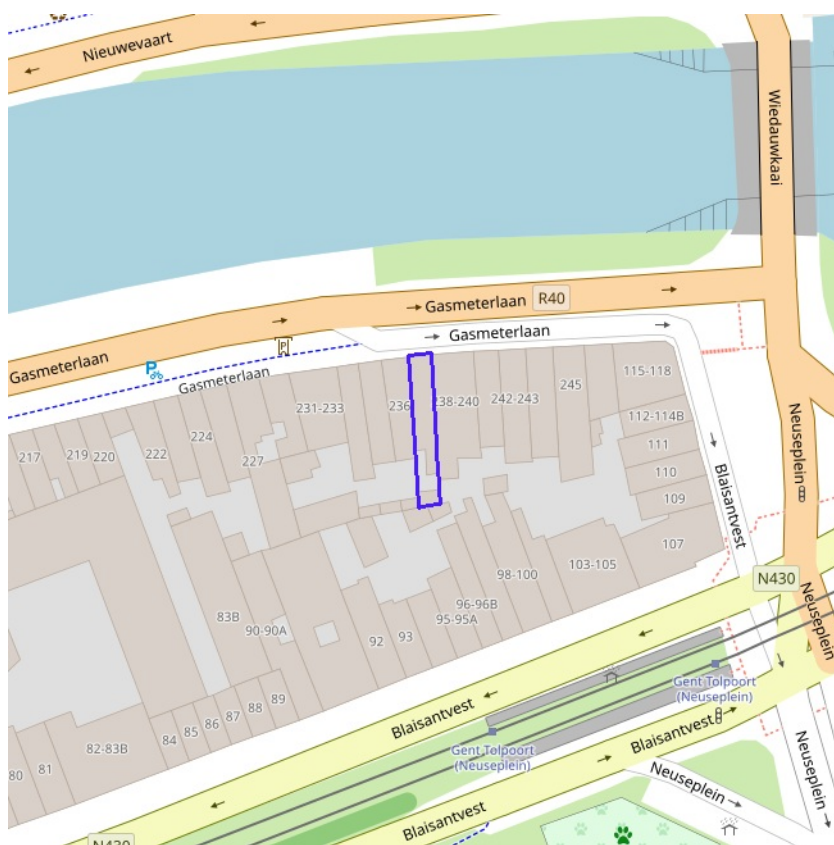 Nieuwevaart
Wiedauwkaai
Gasmeterlaan
R40
Gasmeterlaan
Gasmeterlaan
P
Gasmeterlaan
P
115-118
245
231-233
236
238-240
242-243
112-114B
224
111
217
219
220
222
227
110
109
Blaisantvest
Neuseplein
107
98-100
103-105
N430
83B
90-90A
96-96B
95-95A
92
93
Neuseplein
89
88
87
86
85
84
82-83B
81
80
Blaisantvest
Gent Tolpoort
(Neuseplein)
Gent Tolpoort
(Neuseplein)
Blaisantvest
Neuseplein
Neuseplein
Blaisantvest
N430